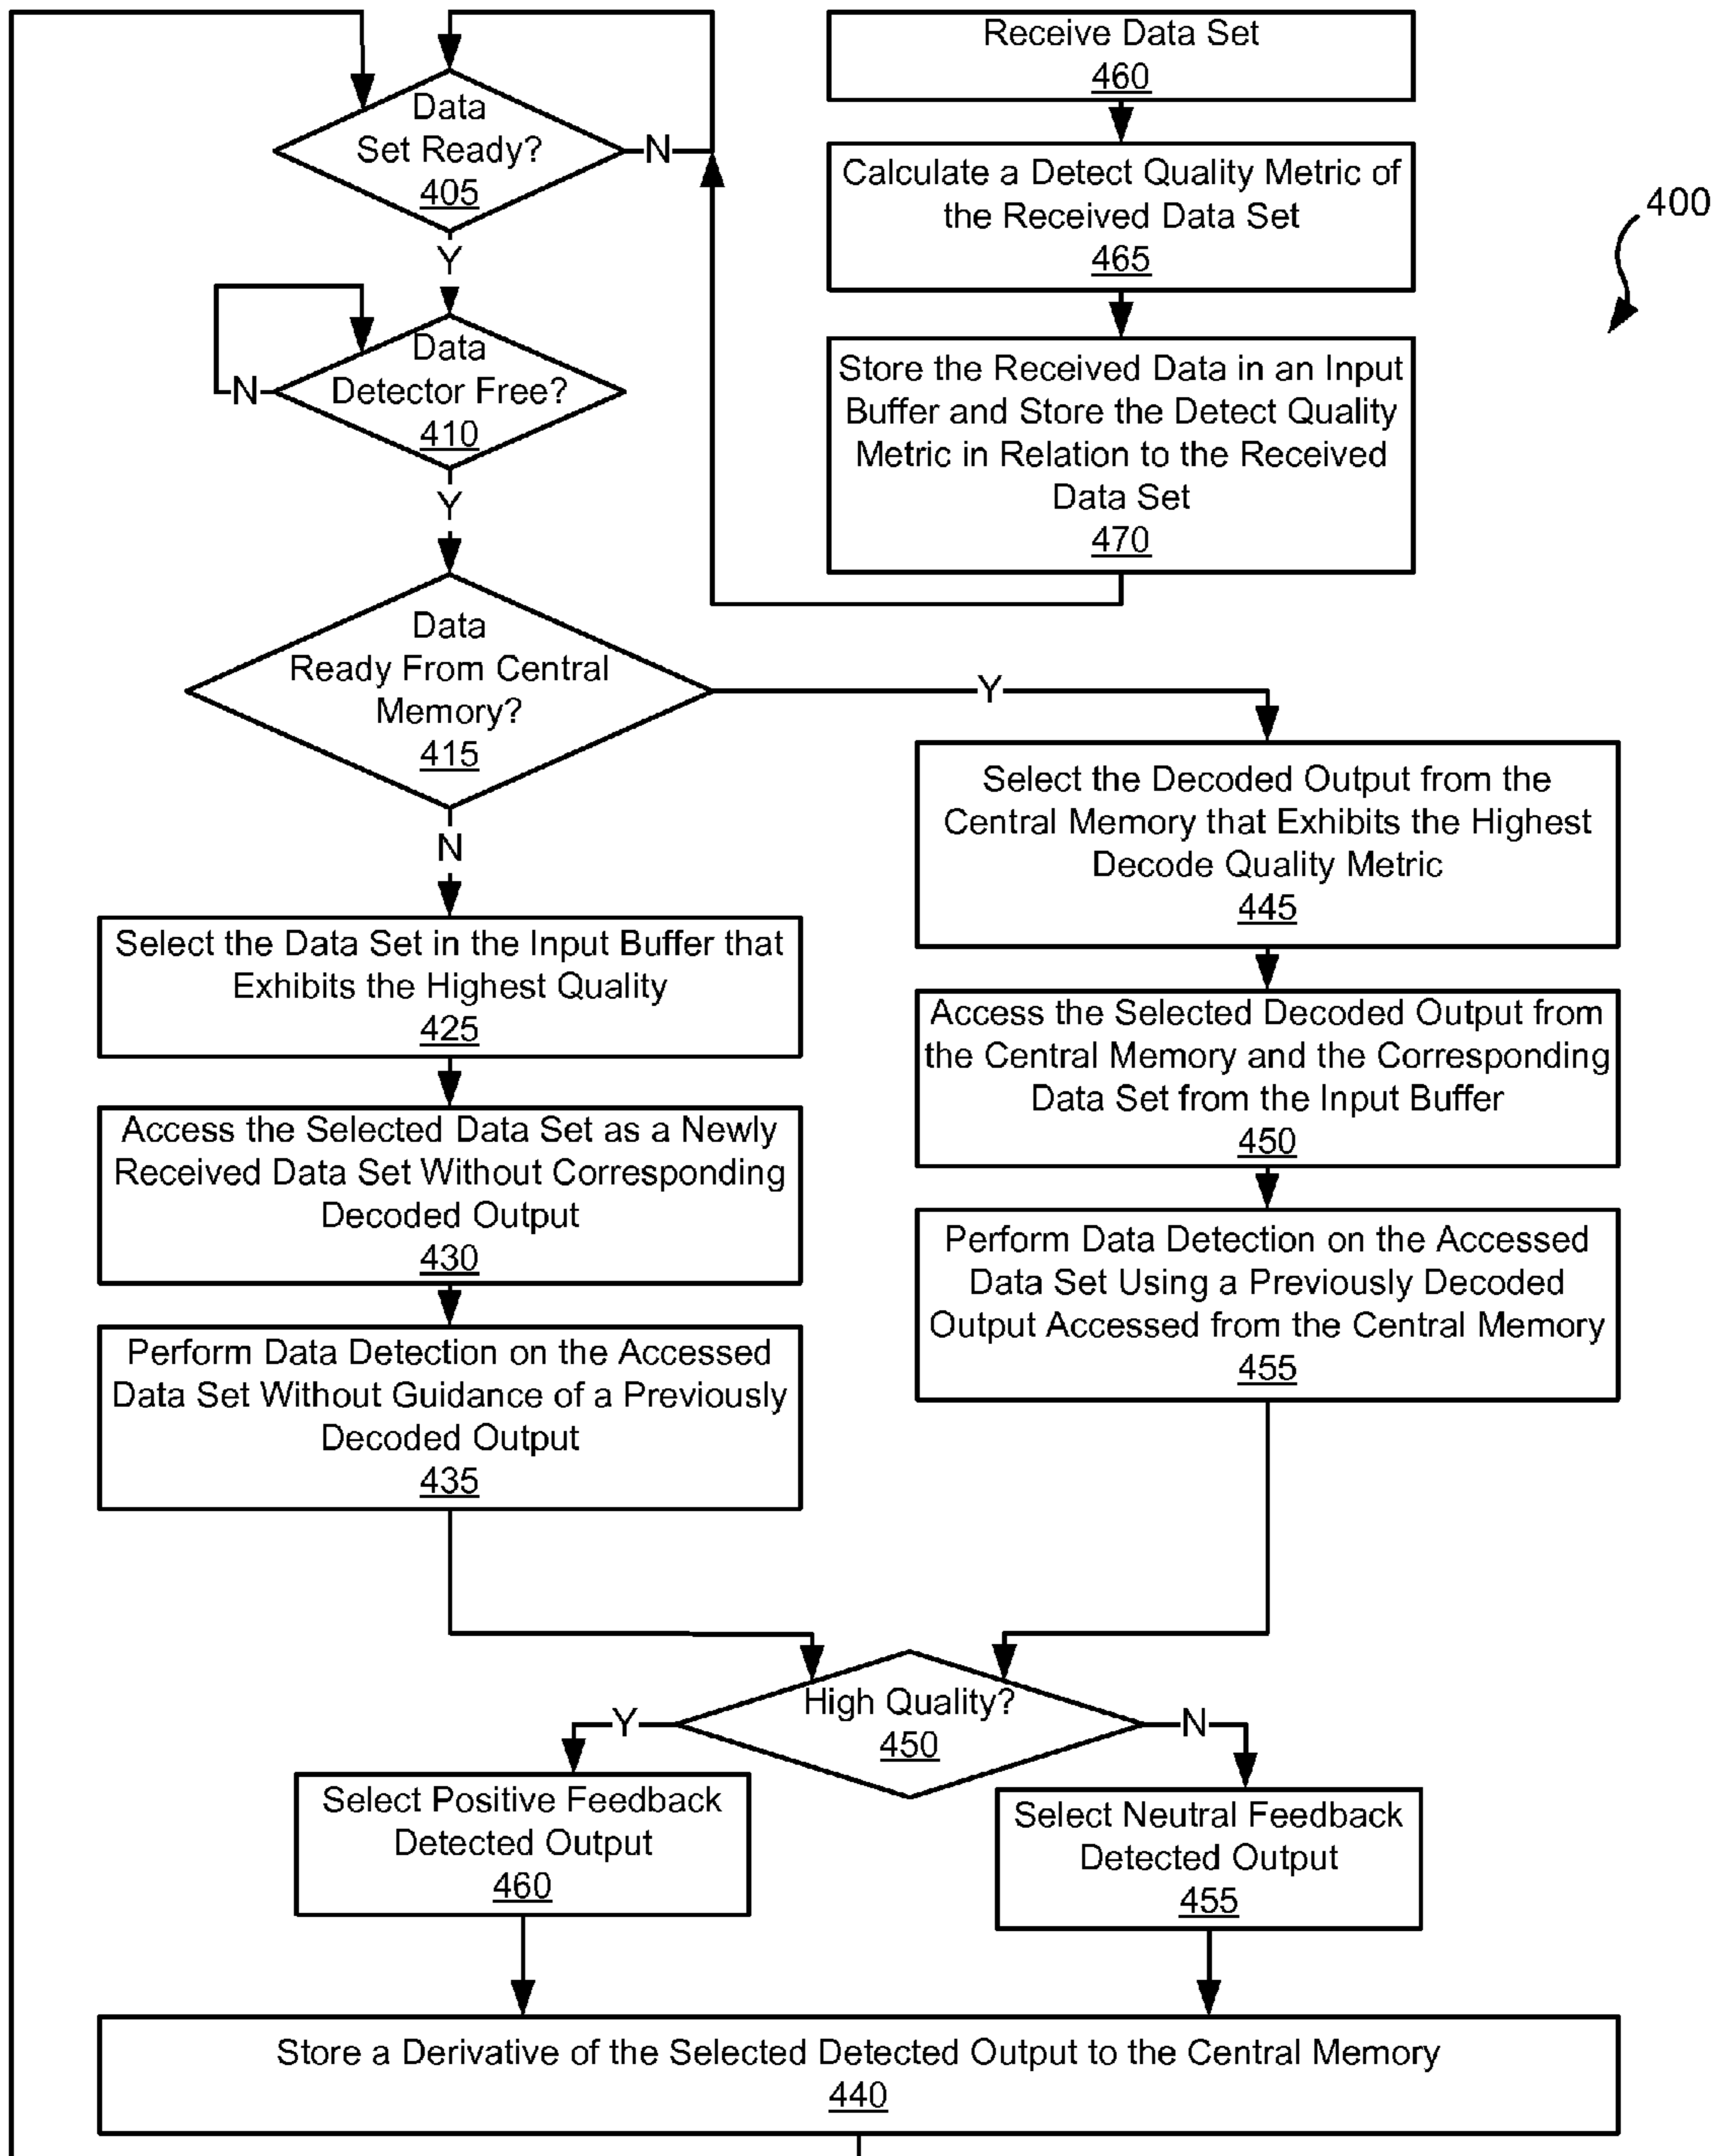 Data
Set Ready?
405
N
Y
Data
Detector Free?
410
N
Y
Data
Ready From Central
Memory?
415
Y
N
Receive Data Set
460
Calculate a Detect Quality Metric of
the Received Data Set
465
Store the Received Data in an Input
Buffer and Store the Detect Quality
Metric in Relation to the Received
Data Set
470
400
Select the Data Set in the Input Buffer that
Exhibits the Highest Quality
425
Access the Selected Data Set as a Newly
Received Data Set Without Corresponding
Decoded Output
430
Perform Data Detection on the Accessed
Data Set Without Guidance of a Previously
Decoded Output
435
Select the Decoded Output from the
Central Memory that Exhibits the Highest
Decode Quality Metric
445
Access the Selected Decoded Output from
the Central Memory and the Corresponding
Data Set from the Input Buffer
450
Perform Data Detection on the Accessed
Data Set Using a Previously Decoded
Output Accessed from the Central Memory
455
High Quality?
450
Y
N
Select Positive Feedback
Detected Output
460
Select Neutral Feedback
Detected Output
455
Store a Derivative of the Selected Detected Output to the Central Memory
440